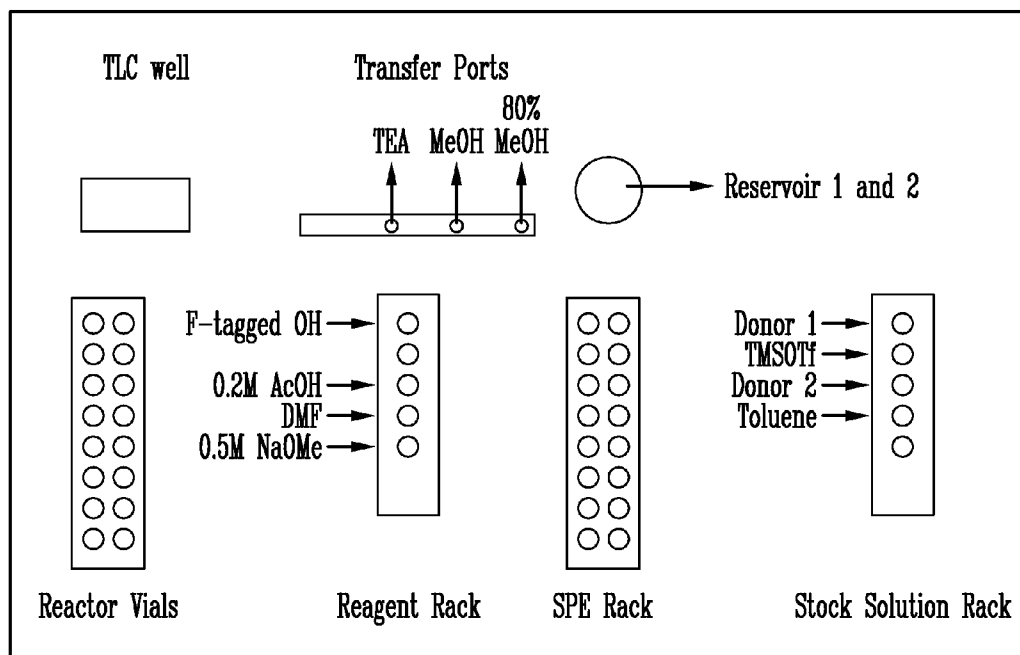 TLC well
Transfer Ports
80%
TEA MeOH MeOH
Reservoir 1 and 2
F-tagged OH
0.2M AcOH
DMF
0.5M NaOMe
Donor 1
TMSOTf
Donor 2
Toluene
Reactor Vials
Reagent Rack
SPE Rack
Stock Solution Rack